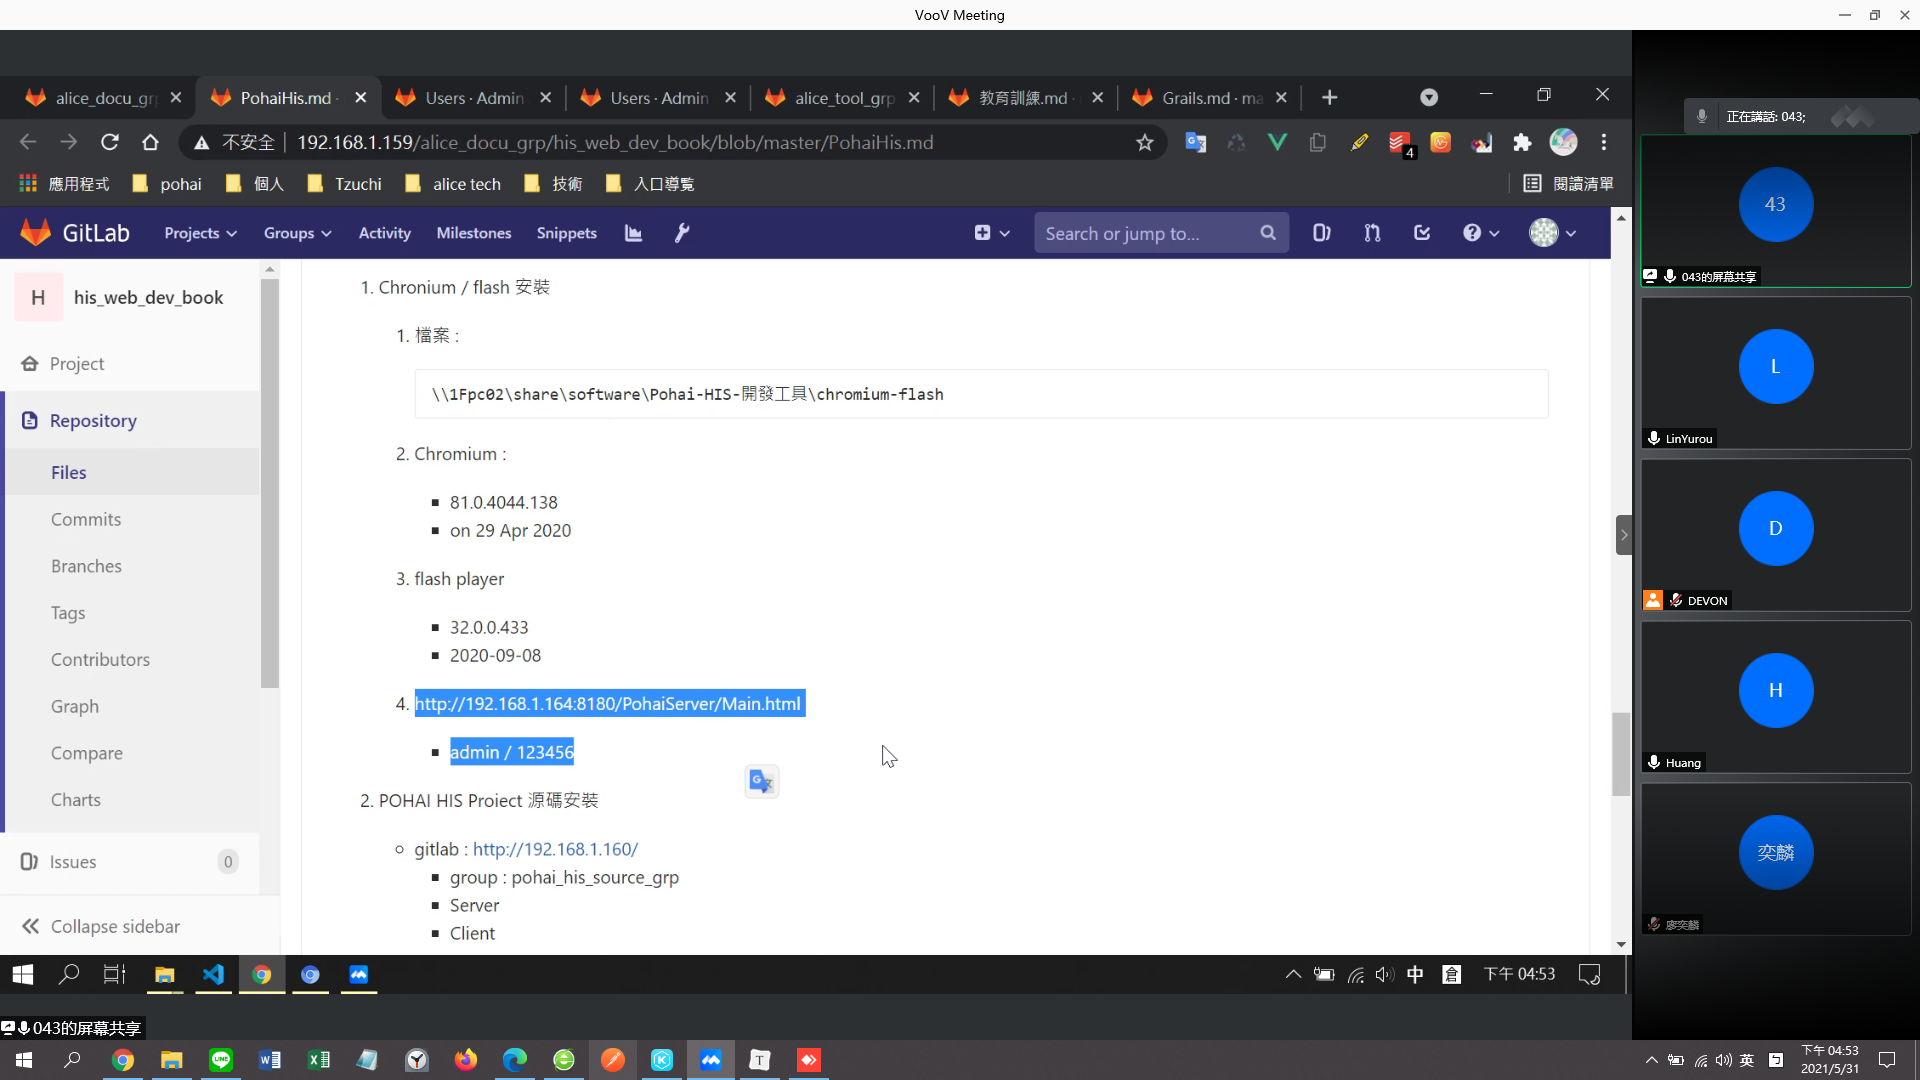 VooV Meeting
alice_docu_gr
PohaiHis.md ·
Users · Admin
Users · Admin
alice_tool_grp
教育訓練.md ·
Grails.md · ma
正在講話: 043;
不安全
192.168.1.159/alice_docu_grp/his_web_dev_book/blob/master/PohaiHis.md
4
應用程式
pohai
個人
Tzuchi
alice tech
技術
入口導覧
閱讀清單
GitLab
Projects
Groups
Activity
Milestones
Snippets
Search or jump to...
H
his_web_dev_book
Project
Repository
Files
Commits
Branches
Tags
Contributors
Graph
Compare
Charts
Issues
0
Collapse sidebar
1. Chronium / flash 安裝
1. 檔案 :
\\1Fpc02\share\software\Pohai-HIS-開發工具\chromium-flash
2. Chromium :
81.0.4044.138
on 29 Apr 2020
3. flash player
32.0.0.433
2020-09-08
4. http://192.168.1.164:8180/PohaiServer/Main.html
admin / 123456
2. POHAI HIS Project 源碼安裝
gitlab : http://192.168.1.160/
group : pohai_his_source_grp
Server
Client
43
043的屏幕共享
L
LinYurou
D
DEVON
H
Huang
奕麟
廖奕麟
中
倉
下午 04:53
043的屏幕共享
英
下午 04:53
2021/5/31